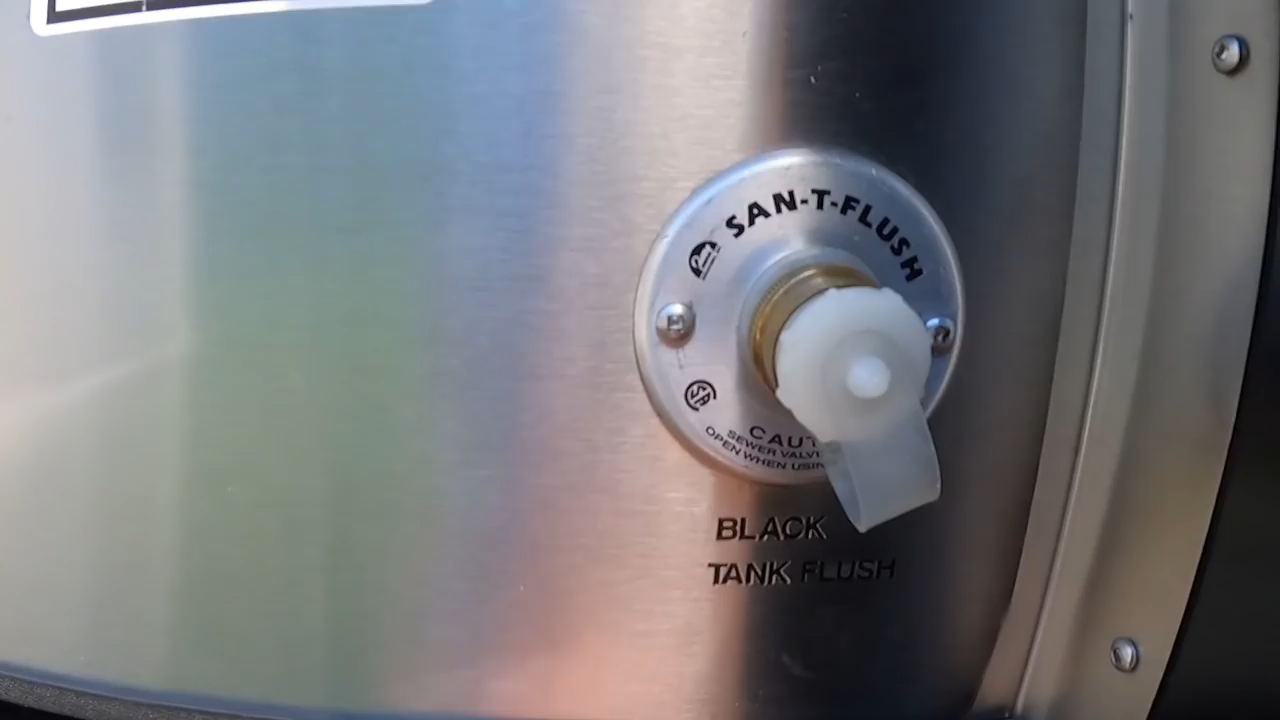 SAN-T-FLUSH
CAUT
SEWER VALVE
OPEN WHEN USIN
BLACK
TANK FLUSH